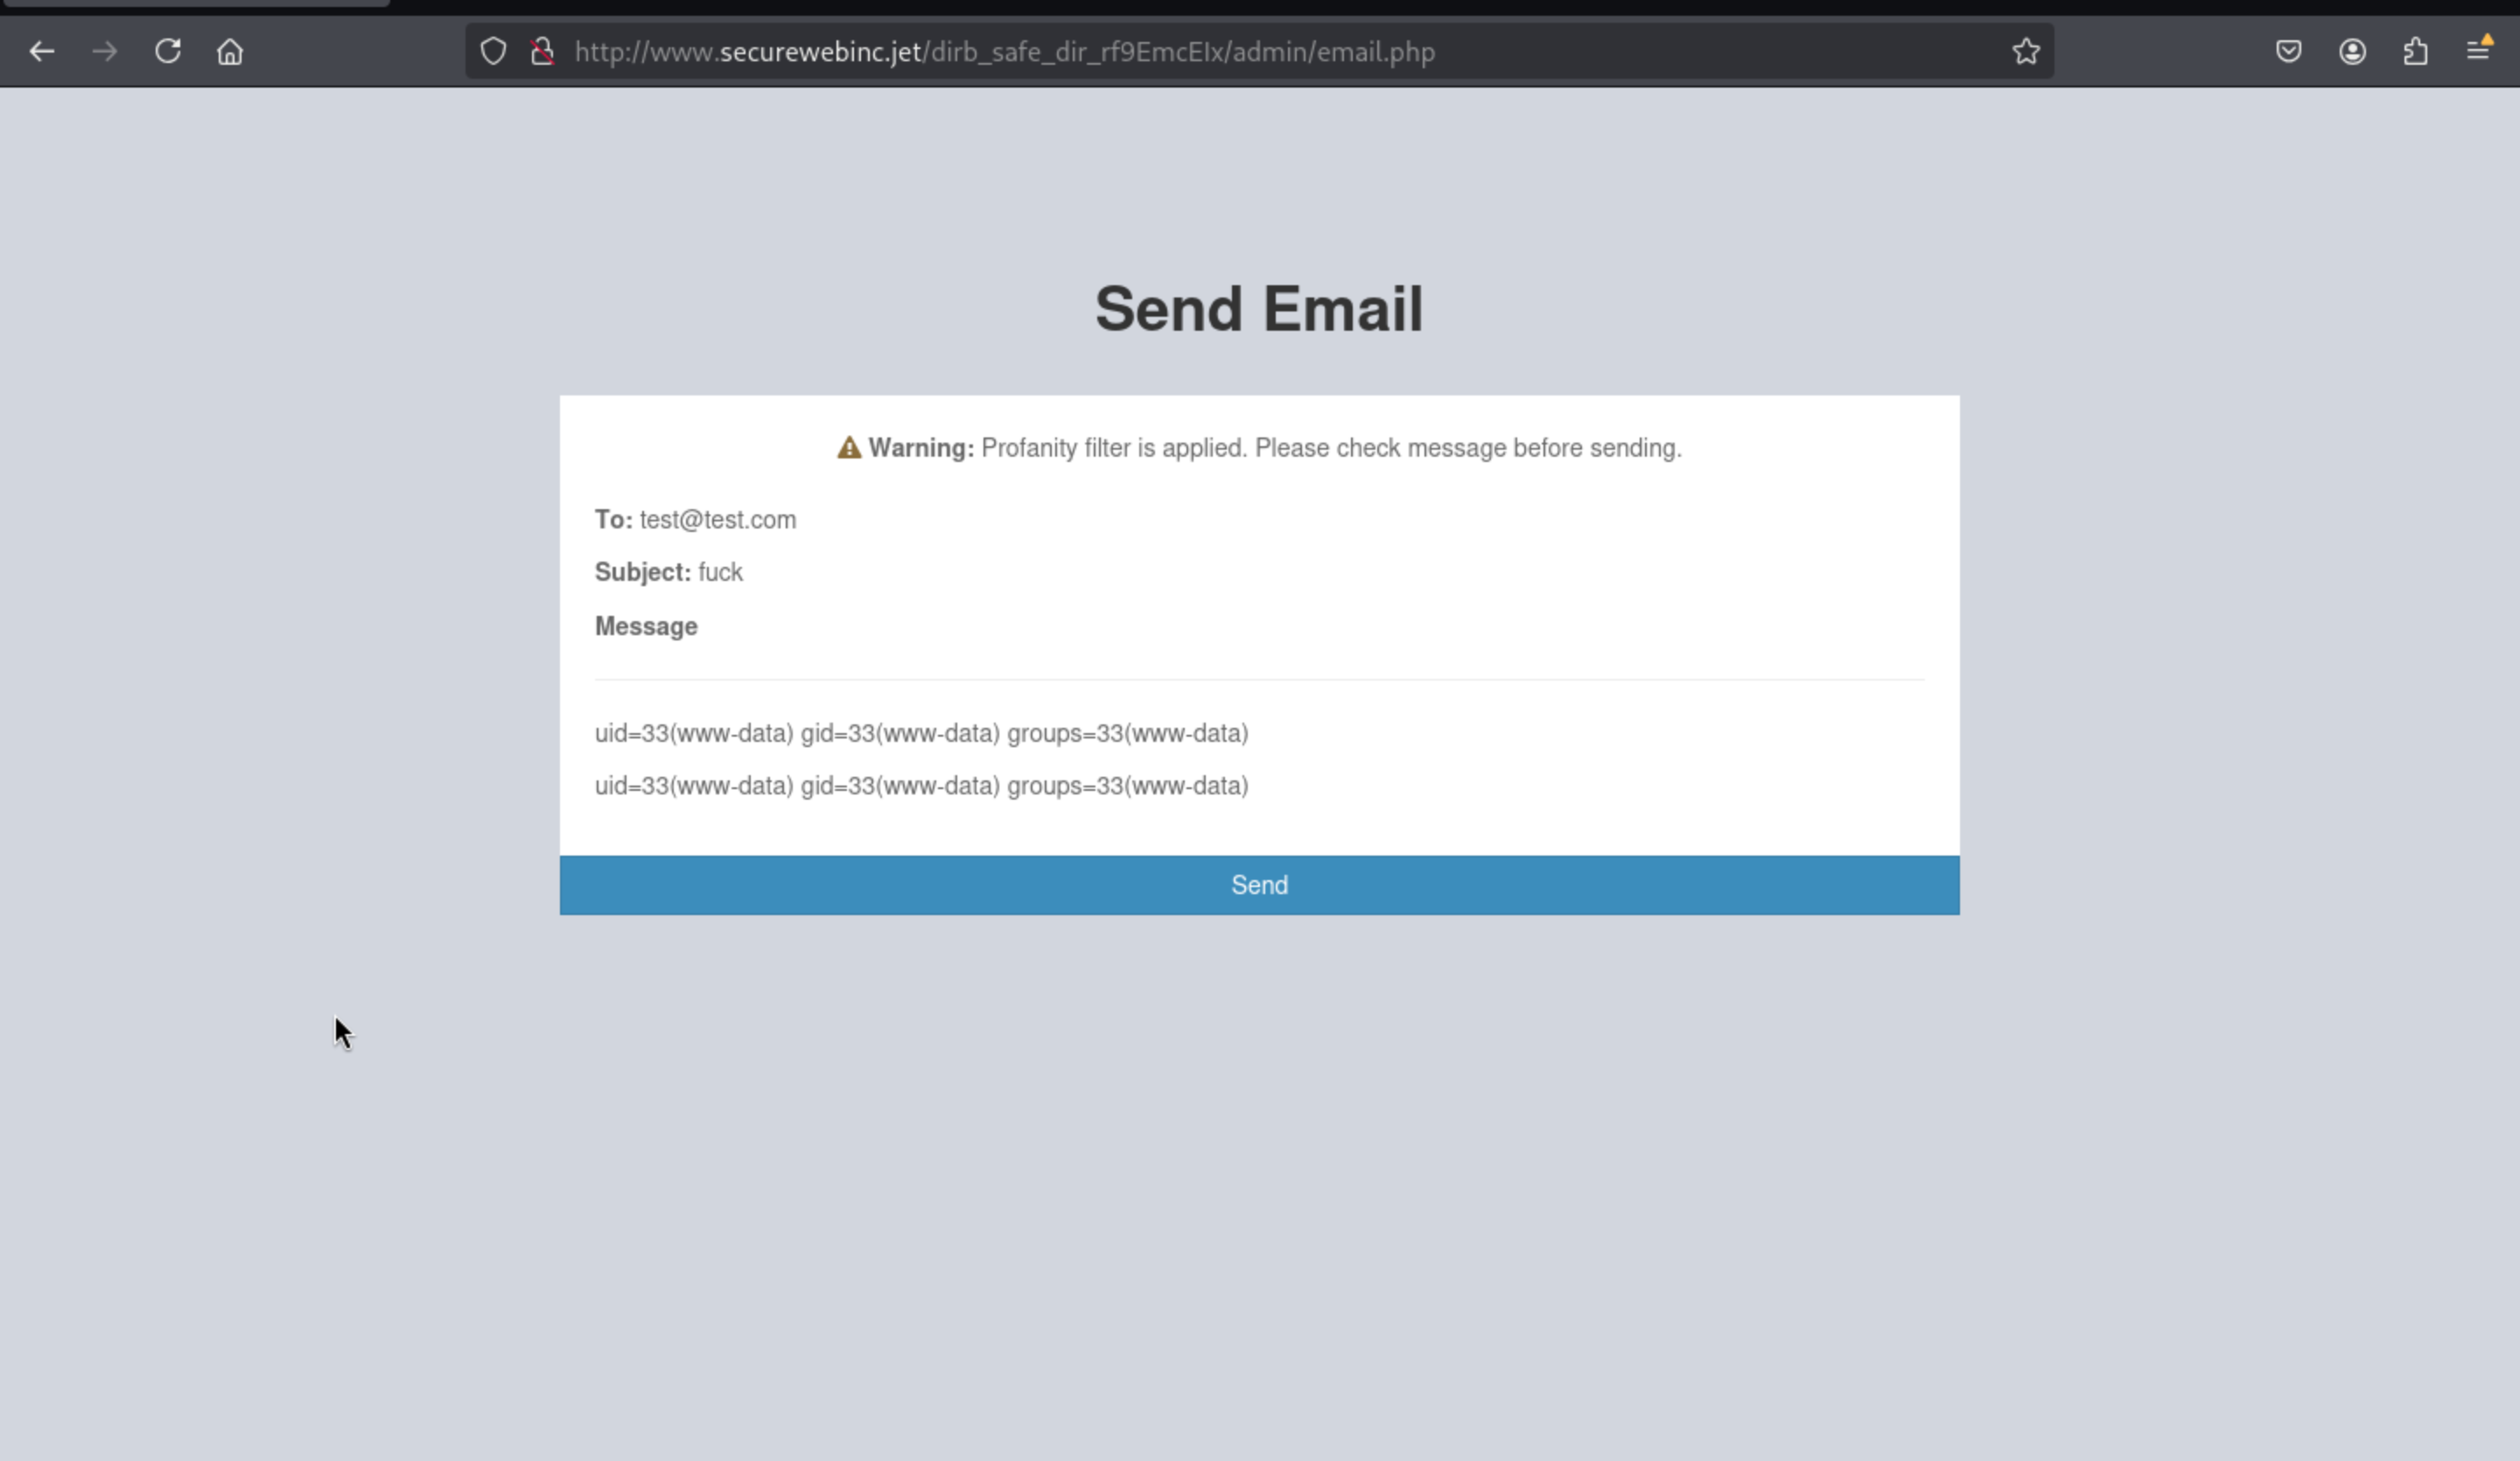 http://www.securewebinc.jet/dirb_safe_dir_rf9EmcEIx/admin/email.php
Send Email
Warning: Profanity filter is applied. Please check message before sending.
To: test@test.com
Subject: fuck
Message
uid=33(www-data) gid=33(www-data) groups=33(www-data)
uid=33(www-data) gid=33(www-data) groups=33(www-data)
Send